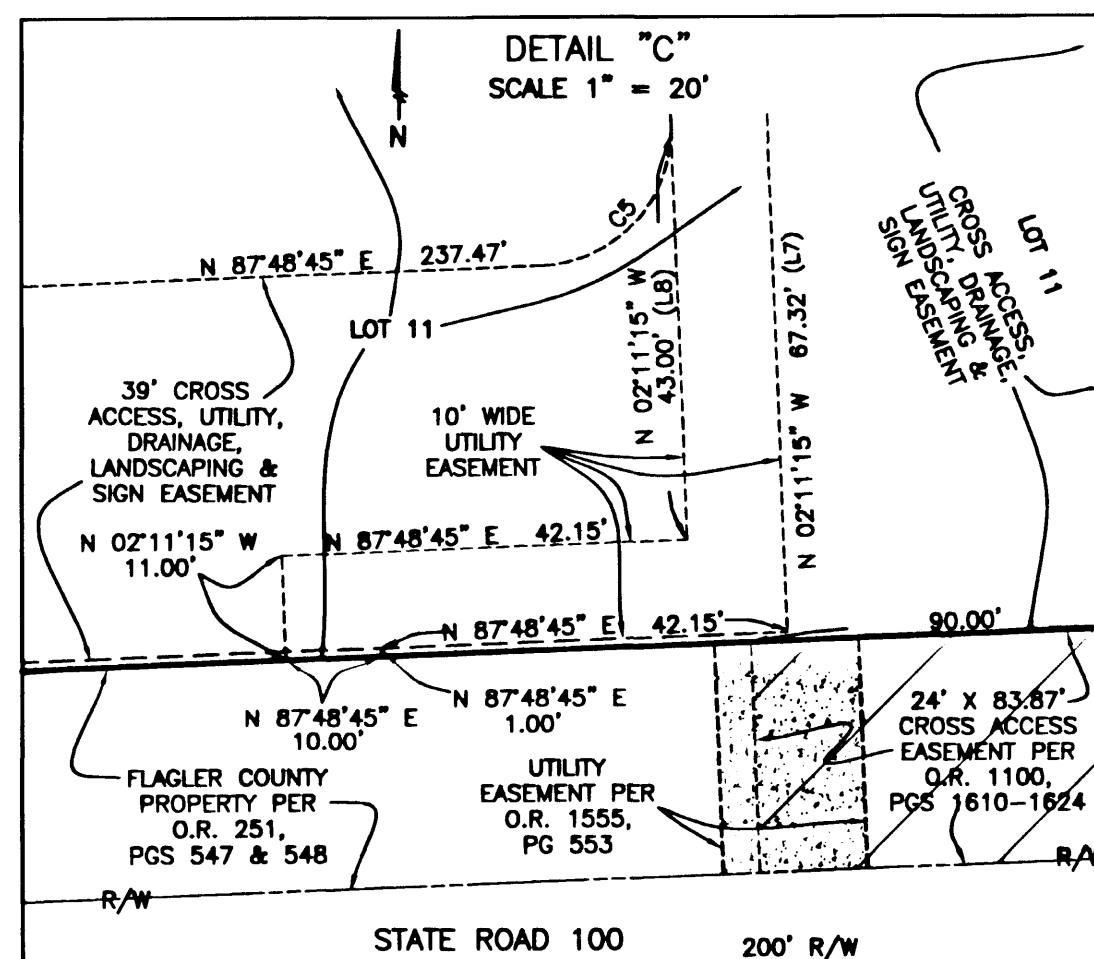 DETAIL "C"
SCALE 1" = 20'
N
C5
N 87°48'45" E 237.47'
LOT 11
N 02°11'15" W
43.00' (L8)
N 02°11'15" W 67.32' (L7)
CROSS ACCESS,
UTILITY, DRAINAGE,
LANDSCAPING &
SIGN EASEMENT
LOT 11
39' CROSS
ACCESS, UTILITY,
DRAINAGE,
LANDSCAPING &
SIGN EASEMENT
10' WIDE
UTILITY
EASEMENT
N 02°11'15" W
11.00'
N 87°48'45" E 42.15'
N 87°48'45" E 42.15'
90.00'
N 87°48'45" E
10.00'
N 87°48'45" E
1.00'
FLAGLER COUNTY
PROPERTY PER
O.R. 251,
PGS 547 & 548
UTILITY
EASEMENT PER
O.R. 1555,
PG 553
24' X 83.87'
CROSS ACCESS
EASEMENT PER
O.R. 1100,
PGS 1610-1624
R/W
R/W
STATE ROAD 100 200' R/W